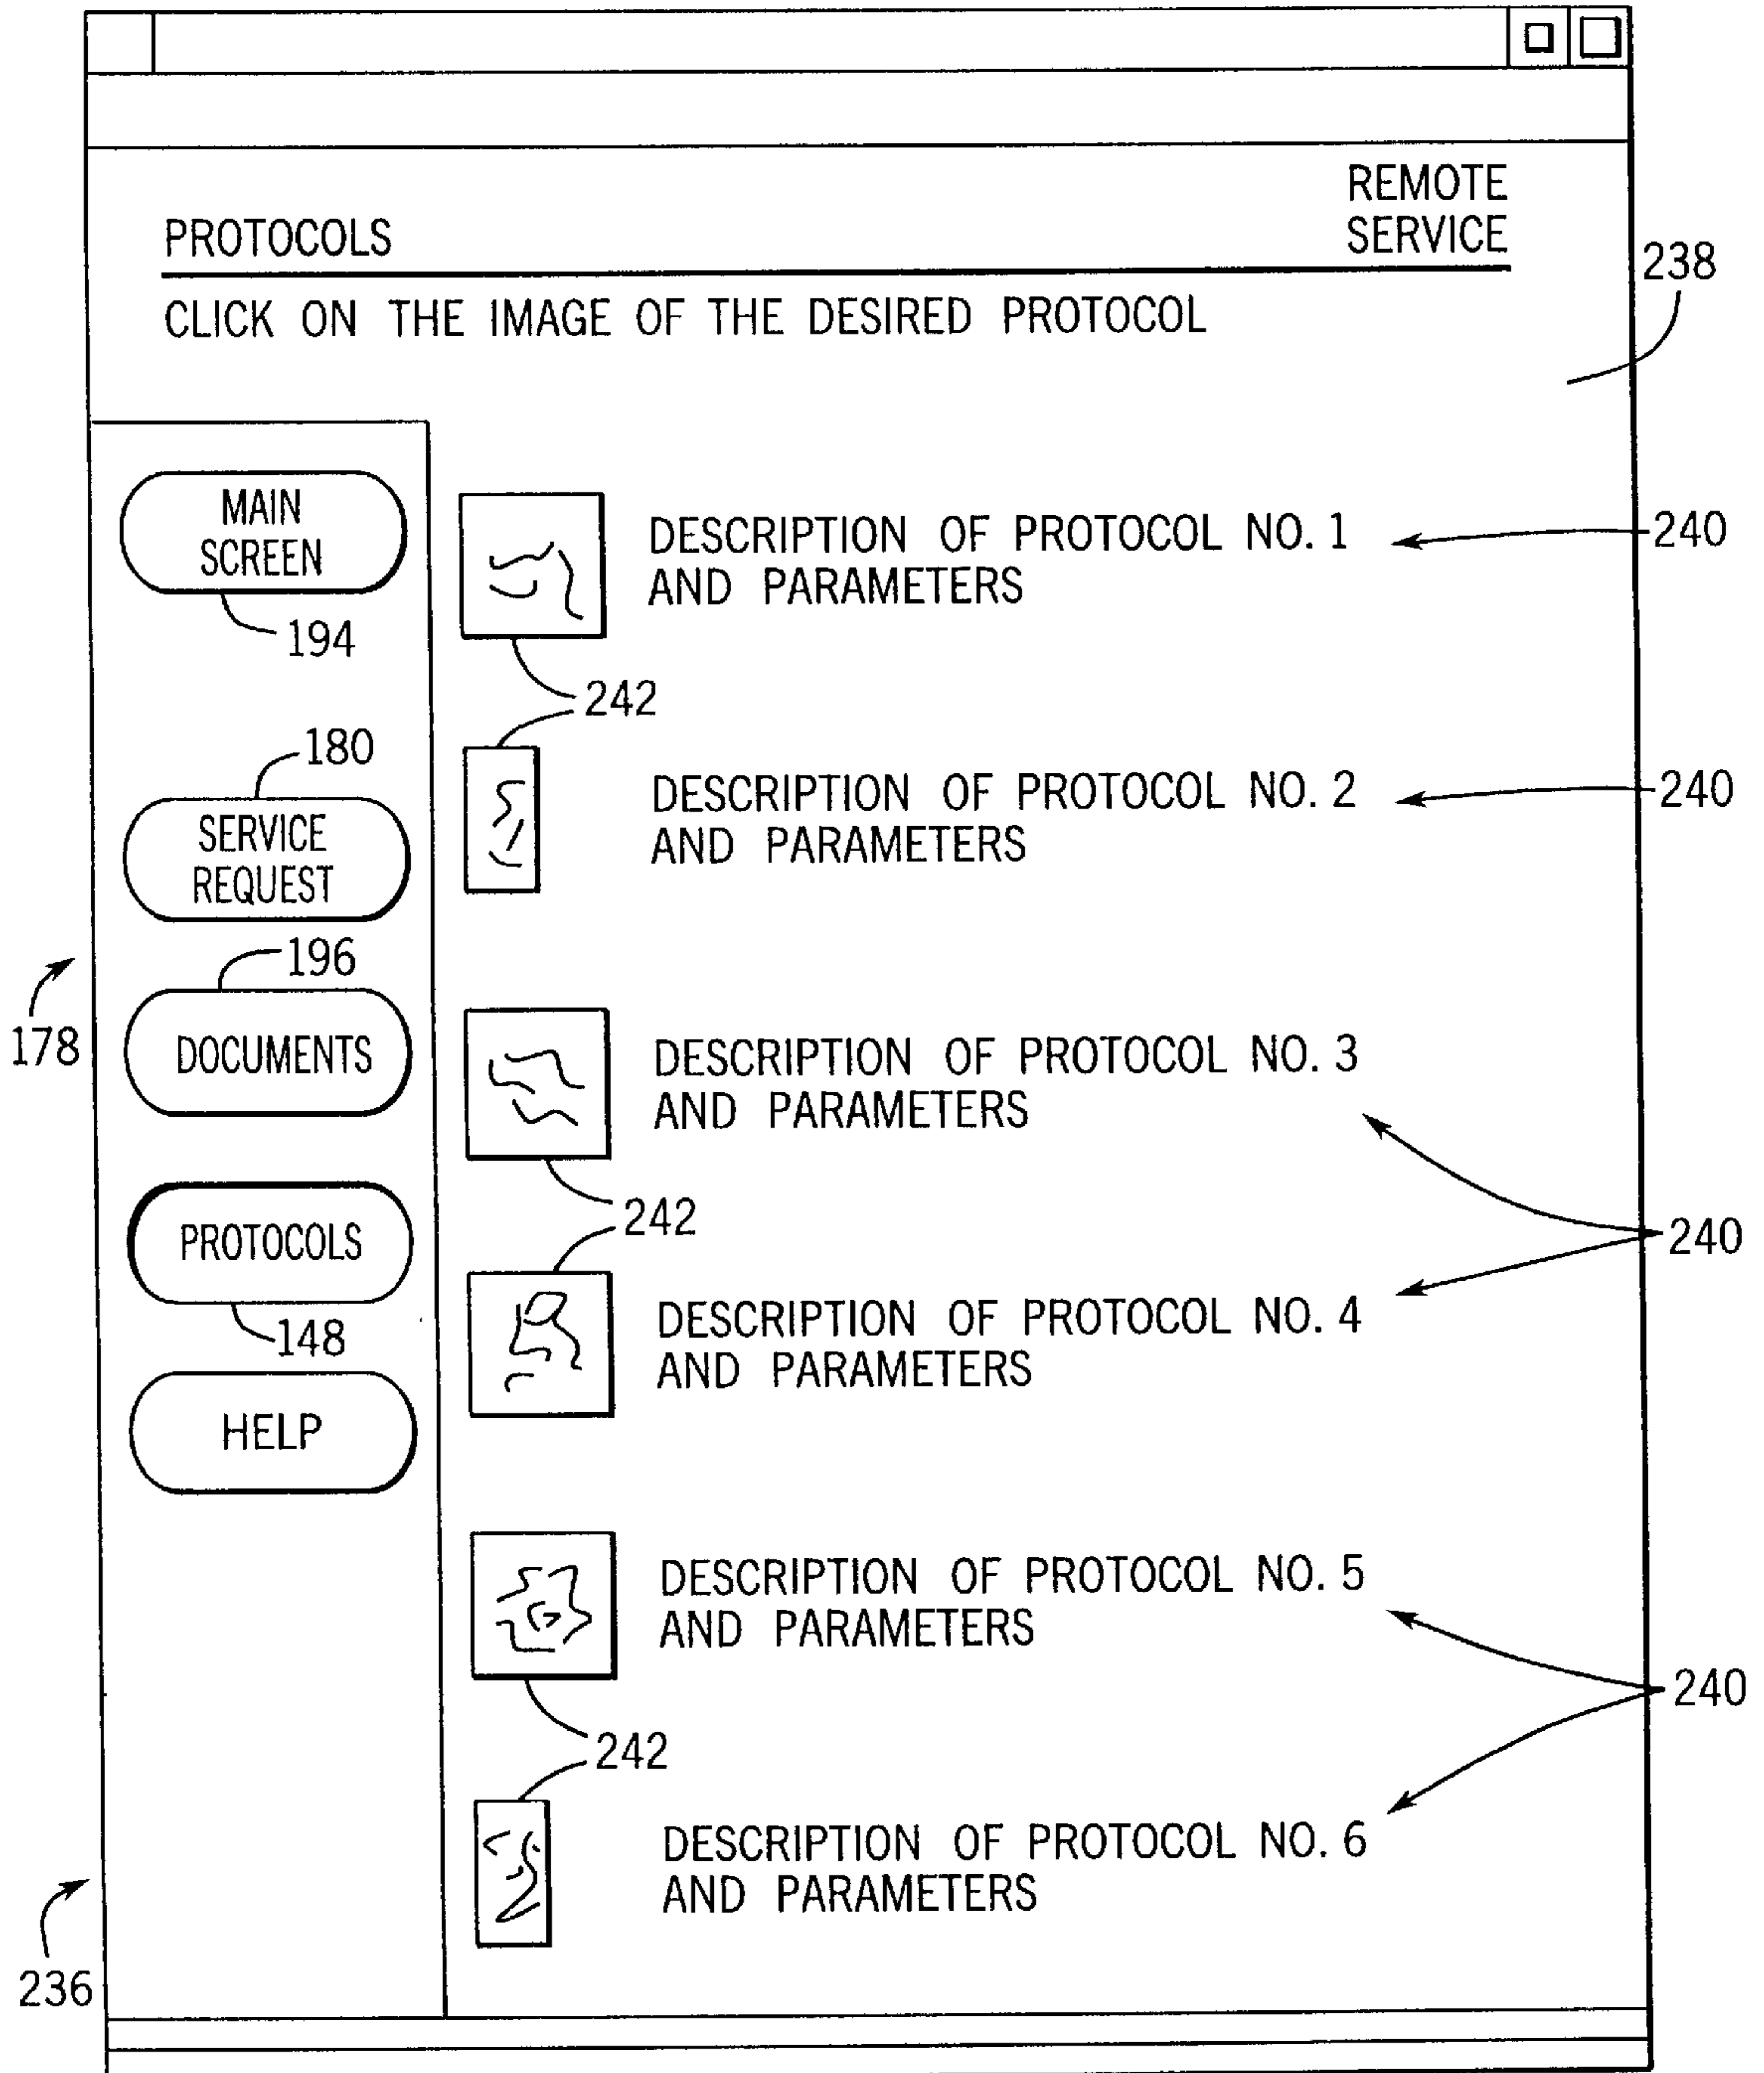 REMOTE
SERVICE
PROTOCOLS
238
CLICK ON THE IMAGE OF THE DESIRED PROTOCOL
MAIN
SCREEN
194
DESCRIPTION OF PROTOCOL NO. 1
AND PARAMETERS
240
242
180
SERVICE
REQUEST
DESCRIPTION OF PROTOCOL NO. 2
AND PARAMETERS
240
196
178
DOCUMENTS
DESCRIPTION OF PROTOCOL NO. 3
AND PARAMETERS
242
240
PROTOCOLS
148
DESCRIPTION OF PROTOCOL NO. 4
AND PARAMETERS
HELP
DESCRIPTION OF PROTOCOL NO. 5
AND PARAMETERS
240
242
DESCRIPTION OF PROTOCOL NO. 6
AND PARAMETERS
236